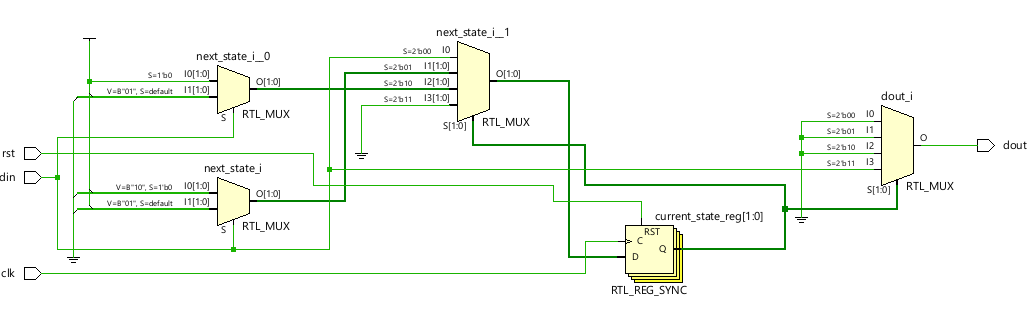 next_state_i__1
S=2'b00 I0
S=2'b01 I1[1:0]
S=2'b10 I2[1:0]
S=2'b11 I3[1:0]
O[1:0]
S[1:0]
RTL_MUX
next_state_i__0
S=1'b0 I0[1:0]
V=B"01", S=default I1[1:0]
O[1:0]
S
RTL_MUX
dout_i
S=2'b00 I0
S=2'b01 I1
S=2'b10 I2
S=2'b11 I3
O
S[1:0]
RTL_MUX
dout
rst
din
next_state_i
V=B"10", S=1'b0 I0[1:0]
V=B"01", S=default I1[1:0]
O[1:0]
S
RTL_MUX
current_state_reg[1:0]
RST
C
D
Q
RTL_REG_SYNC
clk